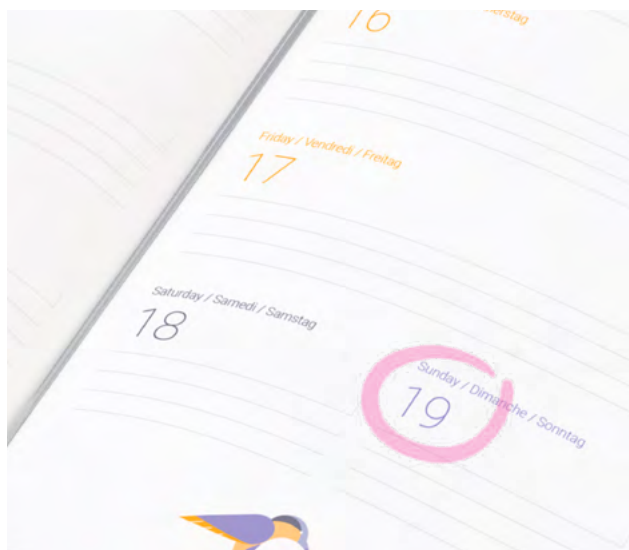 16
Friday / Vendredi / Freitag
17
Saturday / Samedi / Samstag
18
Sunday / Dimanche / Sonntag
19